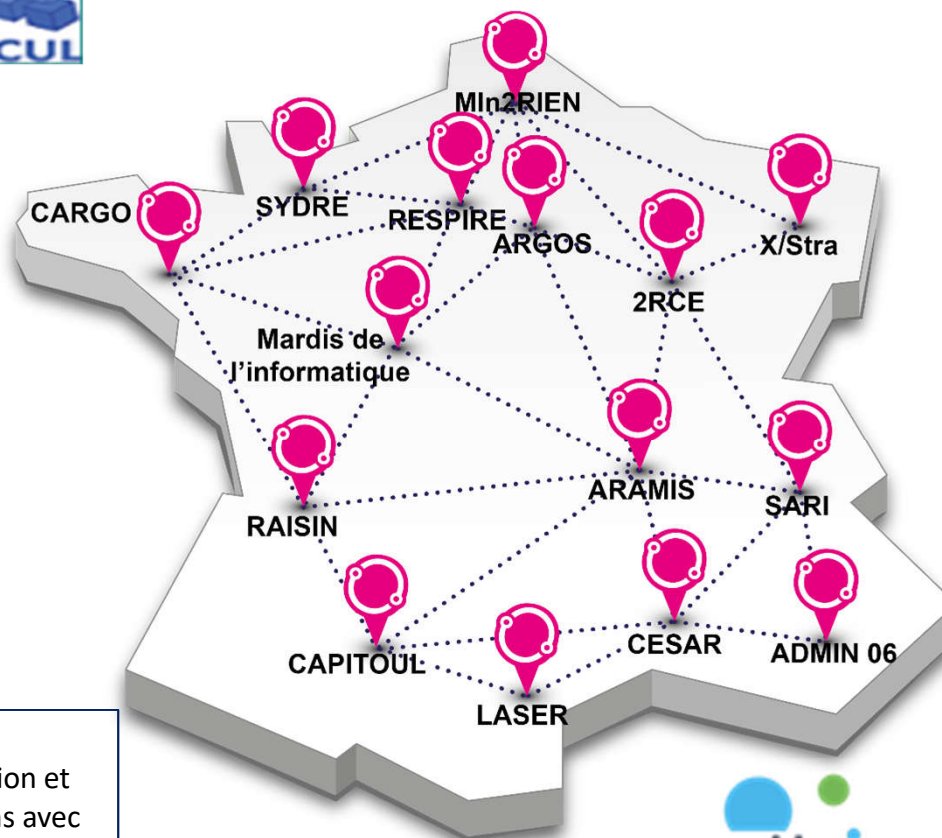 CUL
MIn2RIEN
CARGO
SYDRE
RESPIRE
ARGOS
X/Stra
2RCE
Mardis de
l'informatique
ARAMIS
SARI
RAISIN
CAPITOUL
CESAR
ADMIN 06
LASER
ion et
s avec